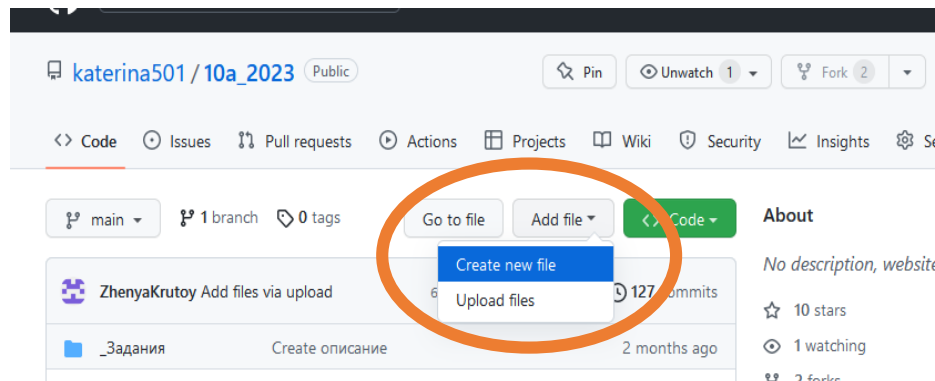 katerina501 / 10a_2023 Public Pin Unwatch 1 Fork 2
Code Issues Pull requests Actions Projects Wiki Security Insights
main 1 branch 0 tags Go to file Add file Code About
Create new file
No description, website
ZhenyaKrutoy Add files via upload 127 commits
Upload files
10 stars
_Задания Create описание 2 months ago
1 watching
2 forks